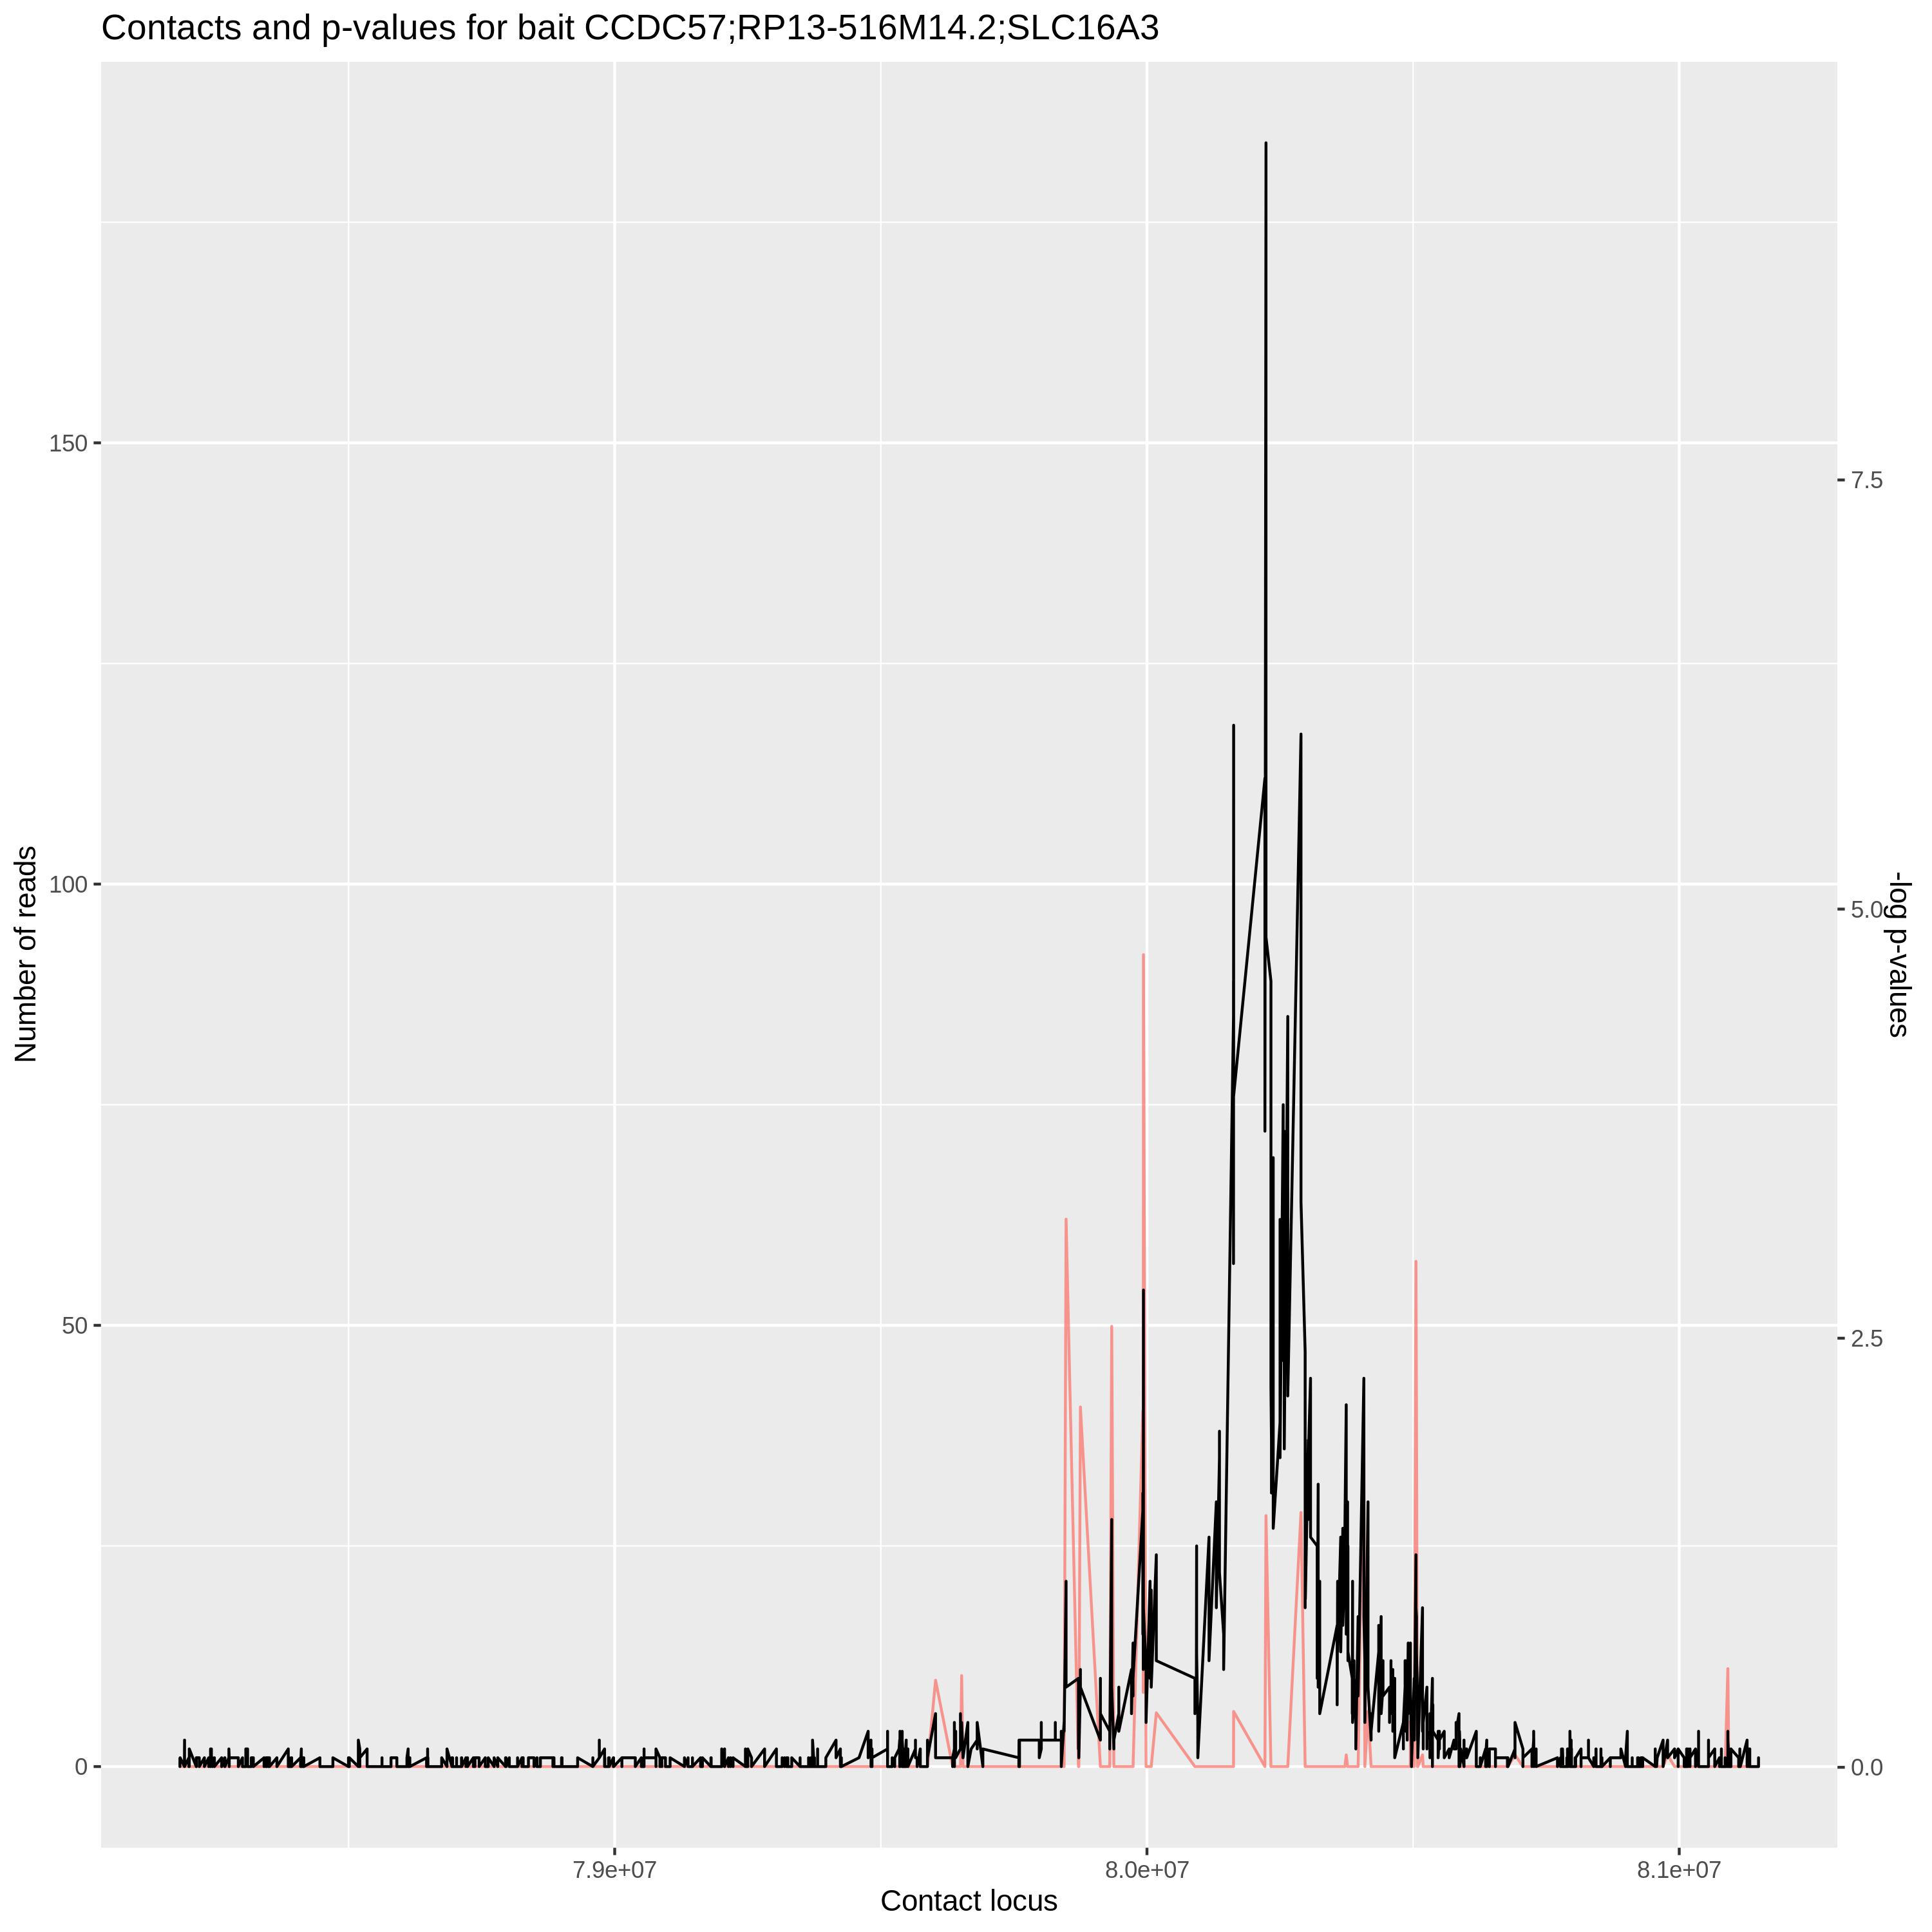 Contacts and p-values for bait CCDC57;RP13-516M14.2;SLC16A3
150
100
50
0
Number of reads
7.5
5.0
2.5
0.0
-log p-values
7.9e+07
8.0e+07
8.1e+07
Contact locus